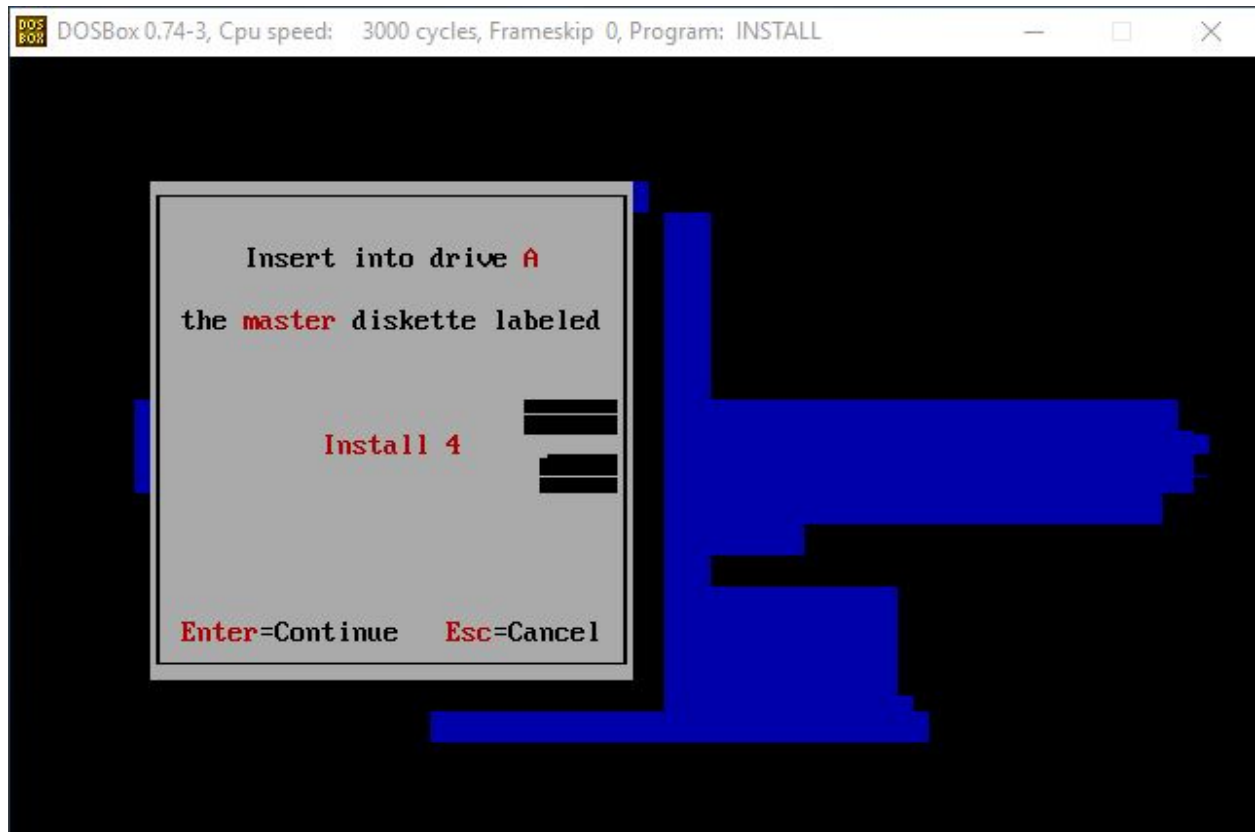 DOSBox 0.74-3, Cpu speed: 3000 cycles, Frameskip 0, Program: INSTALL
Insert into drive A
the master diskette labeled
Install 4
Enter=Continue Esc=Cancel